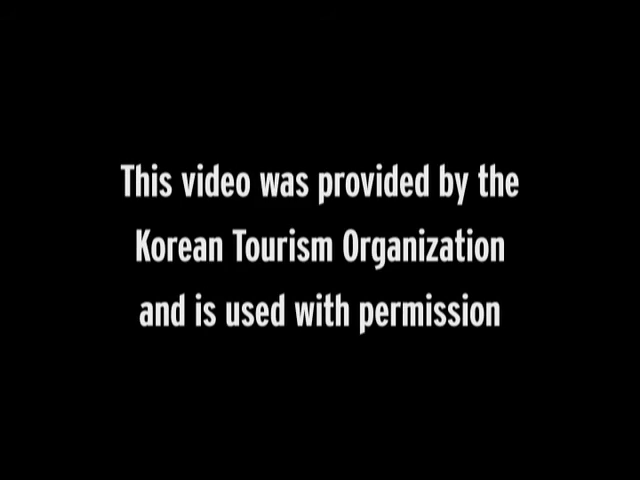 This video was provided by the
Korean Tourism Organization
and is used with permission